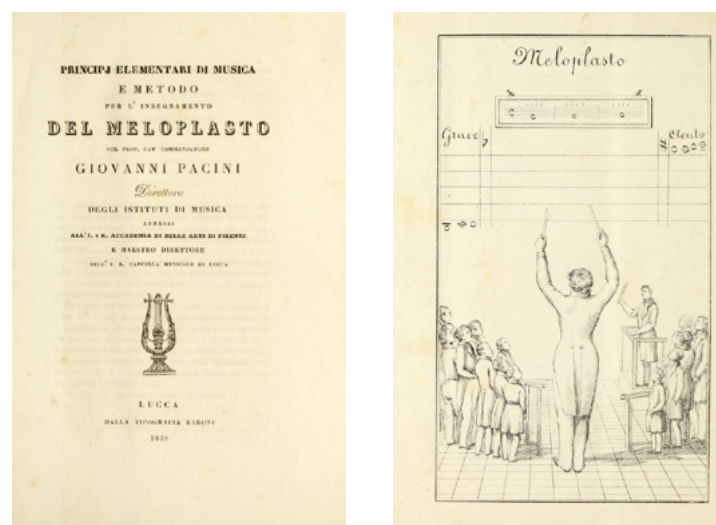 PRINCIPJ ELEMENTARI DI MUSICA
E METODO
PER L' INSEGNAMENTO
DEL MELOPLASTO
DEL PROF. CAV. COMMENDATORE
GIOVANNI PACINI
Direttore
DEGLI ISTITUTI DI MUSICA
ANNESSI
ALL' I. e R. ACCADEMIA DI BELLE ARTI DI FIRENZE
E MAESTRO DIRETTORE
DELL' I. R. CAPPELLA MUSICALE DI LUCCA
LUCCA
DALLA TIPOGRAFIA BARONI
1849
Meloplasto
Grave